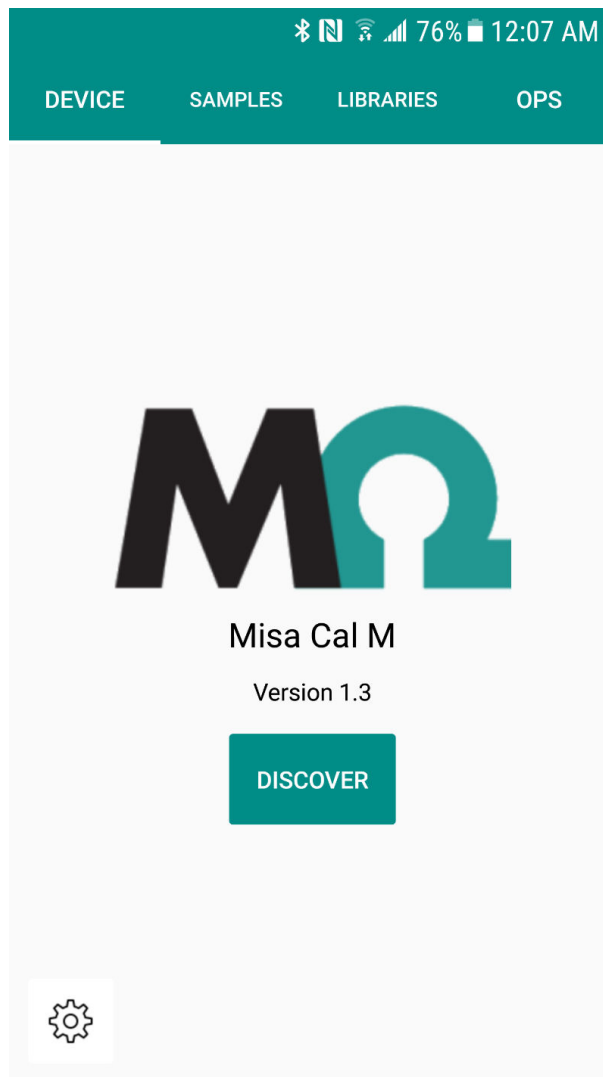 76% 12:07 AM
DEVICE SAMPLES LIBRARIES OPS
MΩ
Misa Cal M
Version 1.3
DISCOVER